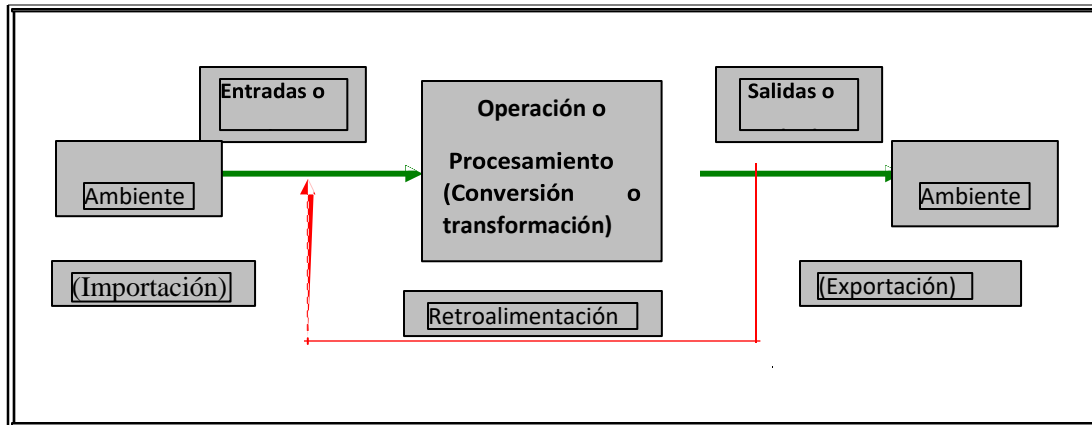 Entradas o
Operación o
Procesamiento
(Conversión o
transformación)
Salidas o
Ambiente
Ambiente
(Importación)
Retroalimentación
(Exportación)